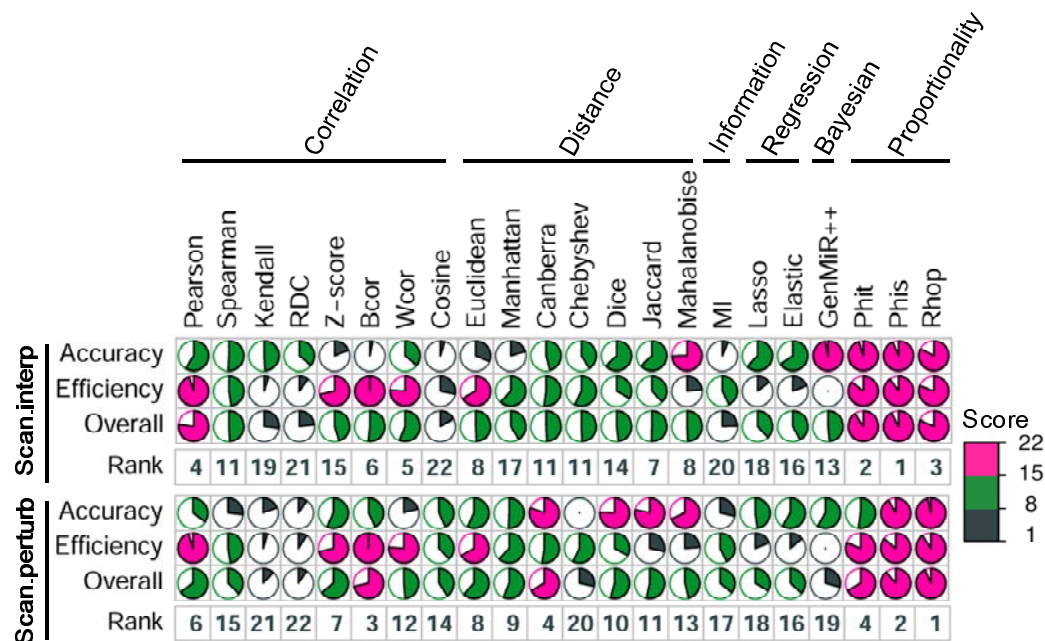 Correlation
Distance
Information
Regression
Bayesian
Proportionality
Pearson
Spearman
Kendall
RDC
Z-score
Bcor
Wcor
Cosine
Euclidean
Manhattan
Canberra
Chebyshev
Dice
Jaccard
Mahalanobise
MI
Lasso
Elastic
GenMiR++
Phit
Phis
Rhop
Scan.interp
Accuracy
Efficiency
Overall
Rank 4 11 19 21 15 6 5 22 8 17 11 11 14 7 8 20 18 16 13 2 1 3
Scan.perturb
Accuracy
Efficiency
Overall
Rank 6 15 21 22 7 3 12 14 8 9 4 20 10 11 13 17 18 16 19 4 2 1
Score
22
15
8
1